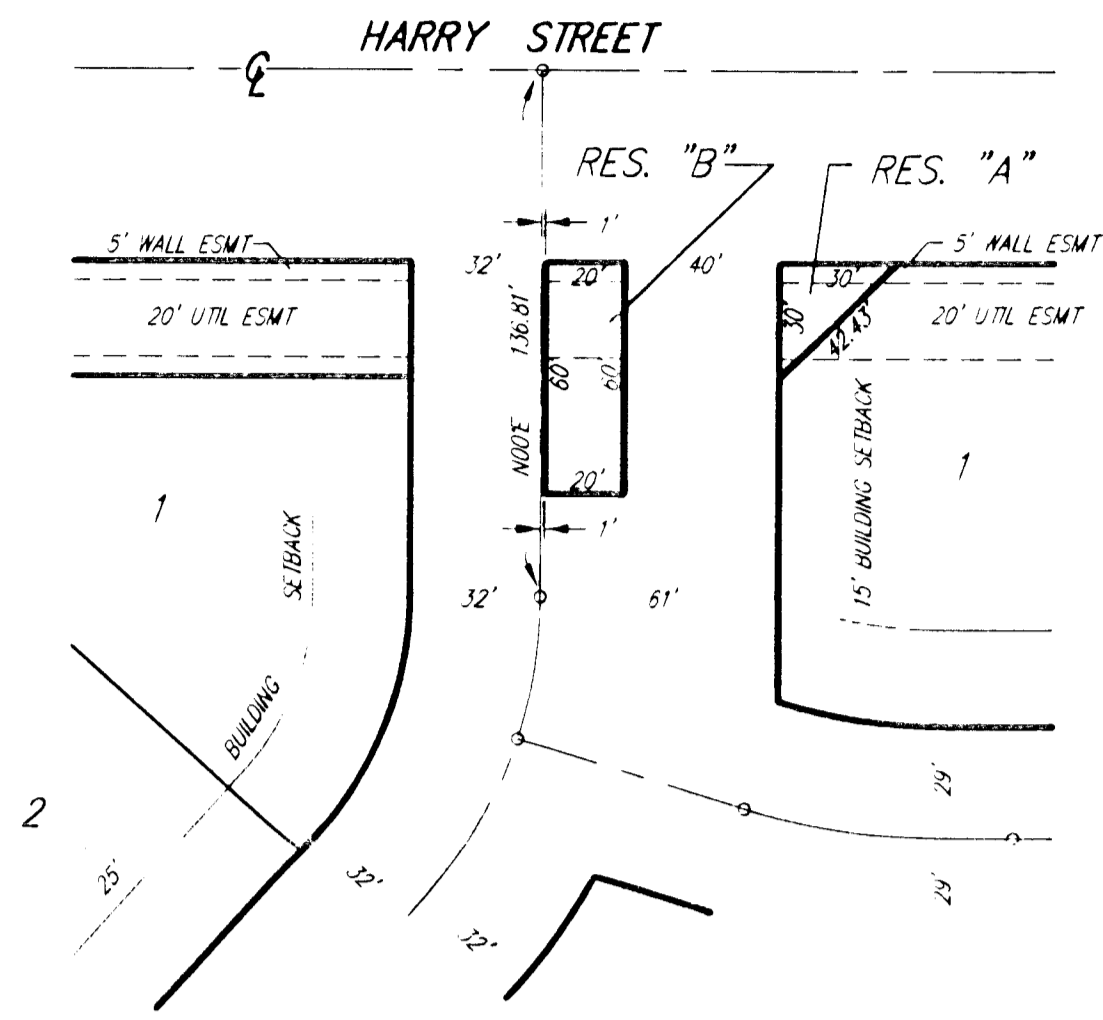 HARRY STREET
℄
RES. "B"
RES. "A"
1'
5' WALL ESMT
5' WALL ESMT
32'
20'
40'
30'
20' UTIL ESMT
136.81'
30'
42.43'
20' UTIL ESMT
60'
60'
N00°E
15' BUILDING SETBACK
1
1
20'
SETBACK
1'
32'
61'
BUILDING
2
29'
25'
32'
29'
32'